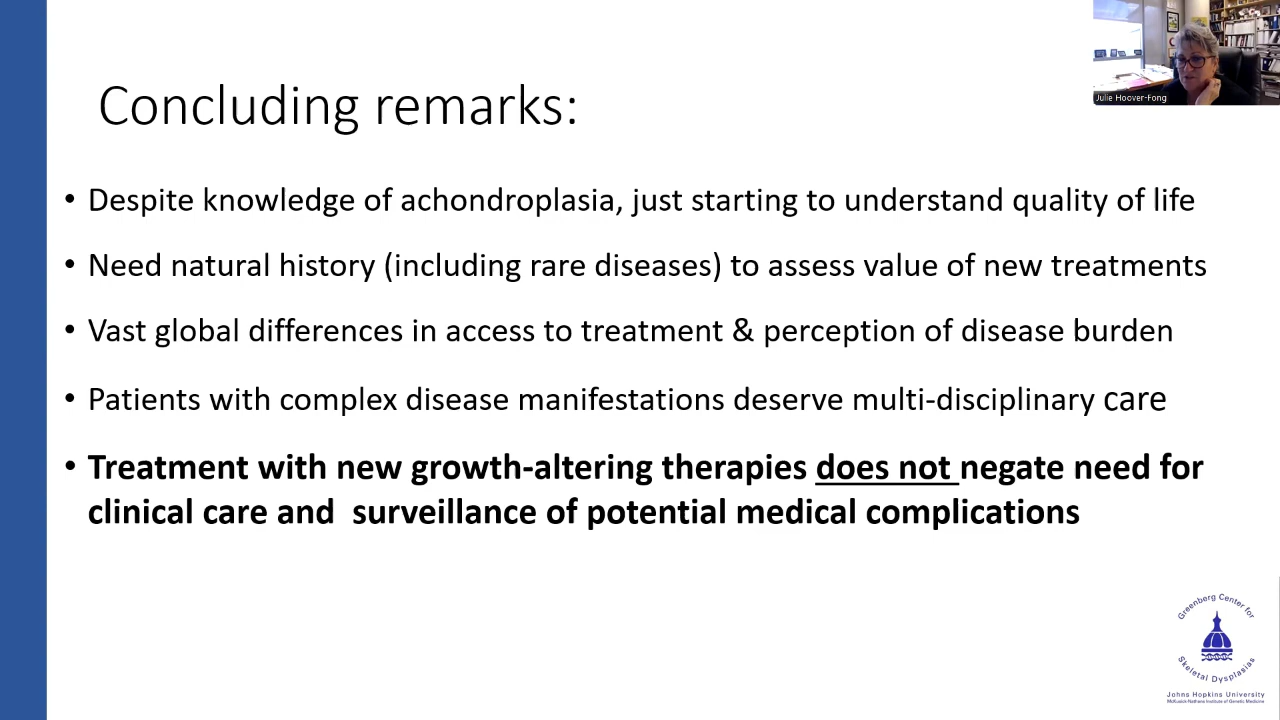 Julie Hoover-Fong
Concluding remarks:
• Despite knowledge of achondroplasia, just starting to understand quality of life
• Need natural history (including rare diseases) to assess value of new treatments
• Vast global differences in access to treatment & perception of disease burden
• Patients with complex disease manifestations deserve multi-disciplinary care
• Treatment with new growth-altering therapies does not negate need for
clinical care and  surveillance of potential medical complications
Greenberg Center for
Skeletal Dysplasias
Johns Hopkins University
McKusick-Nathans Institute of Genetic Medicine